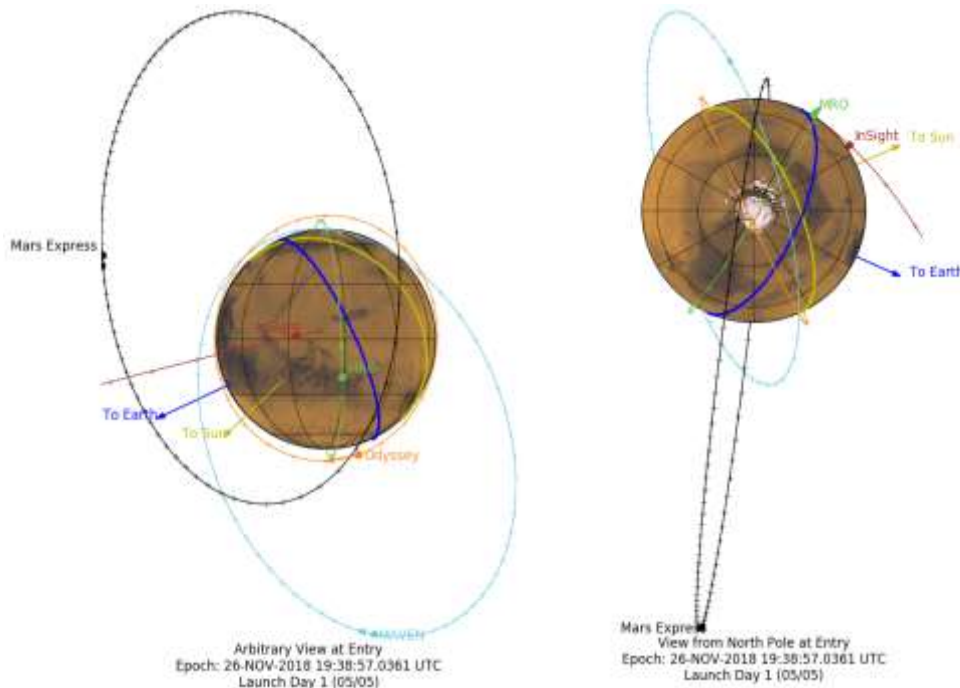 Mars Express
To Earth
To Sun
Odyssey
MAVEN
Arbitrary View at Entry
Epoch: 26-NOV-2018 19:38:57.0361 UTC
Launch Day 1 (05/05)
MRO
InSight
To Sun
To Earth
Mars Express
View from North Pole at Entry
Epoch: 26-NOV-2018 19:38:57.0361 UTC
Launch Day 1 (05/05)